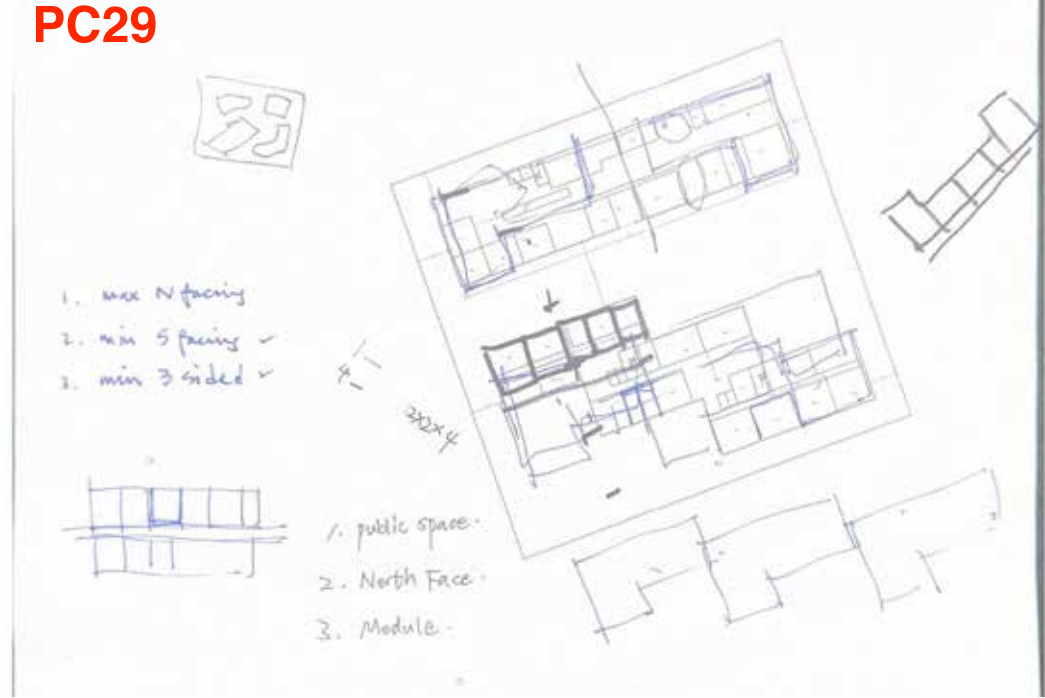 PC29
1. max N facing
2. min S facing ✓
3. min 3 sided ✓
2x2x4
1. public space.
2. North Face.
3. Module.